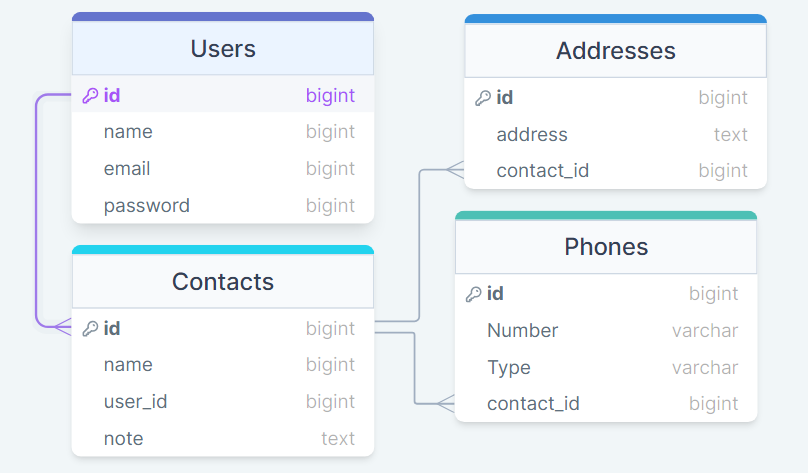 Users
id bigint
name bigint
email bigint
password bigint
Contacts
id bigint
name bigint
user_id bigint
note text
Addresses
id bigint
address text
contact_id bigint
Phones
id bigint
Number varchar
Type varchar
contact_id bigint